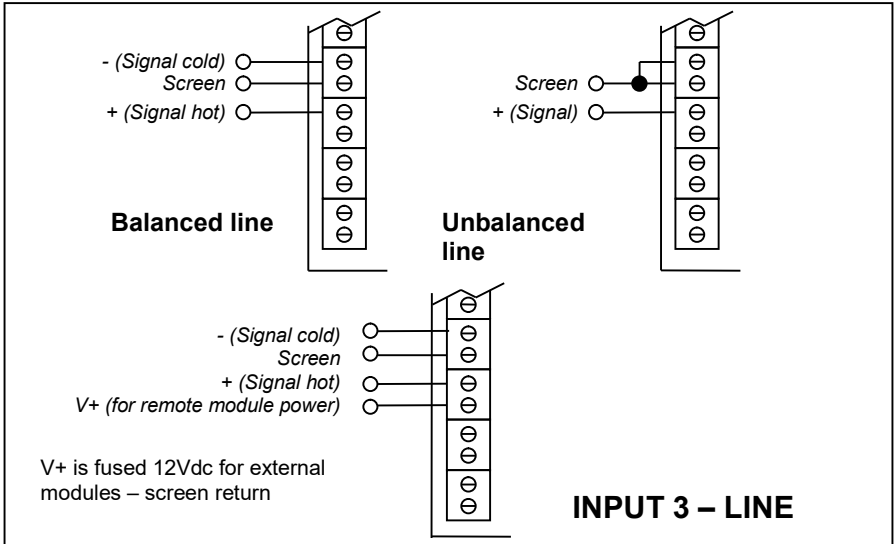 - (Signal cold)
Screen
+ (Signal hot)
Balanced line
Screen
+ (Signal)
Unbalanced
line
- (Signal cold)
Screen
+ (Signal hot)
V+ (for remote module power)
V+ is fused 12Vdc for external
modules – screen return
INPUT 3 – LINE